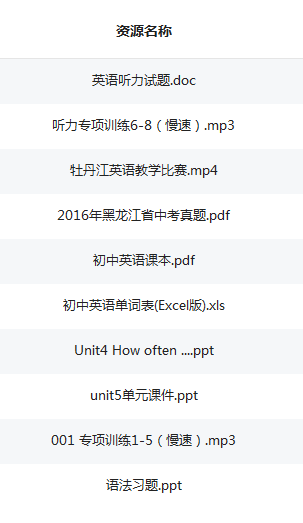 资源名称
英语听力试题.doc
听力专项训练6-8（慢速）.mp3
牡丹江英语教学比赛.mp4
2016年黑龙江省中考真题.pdf
初中英语课本.pdf
初中英语单词表(Excel版).xls
Unit4 How often ....ppt
unit5单元课件.ppt
001 专项训练1-5（慢速）.mp3
语法习题.ppt